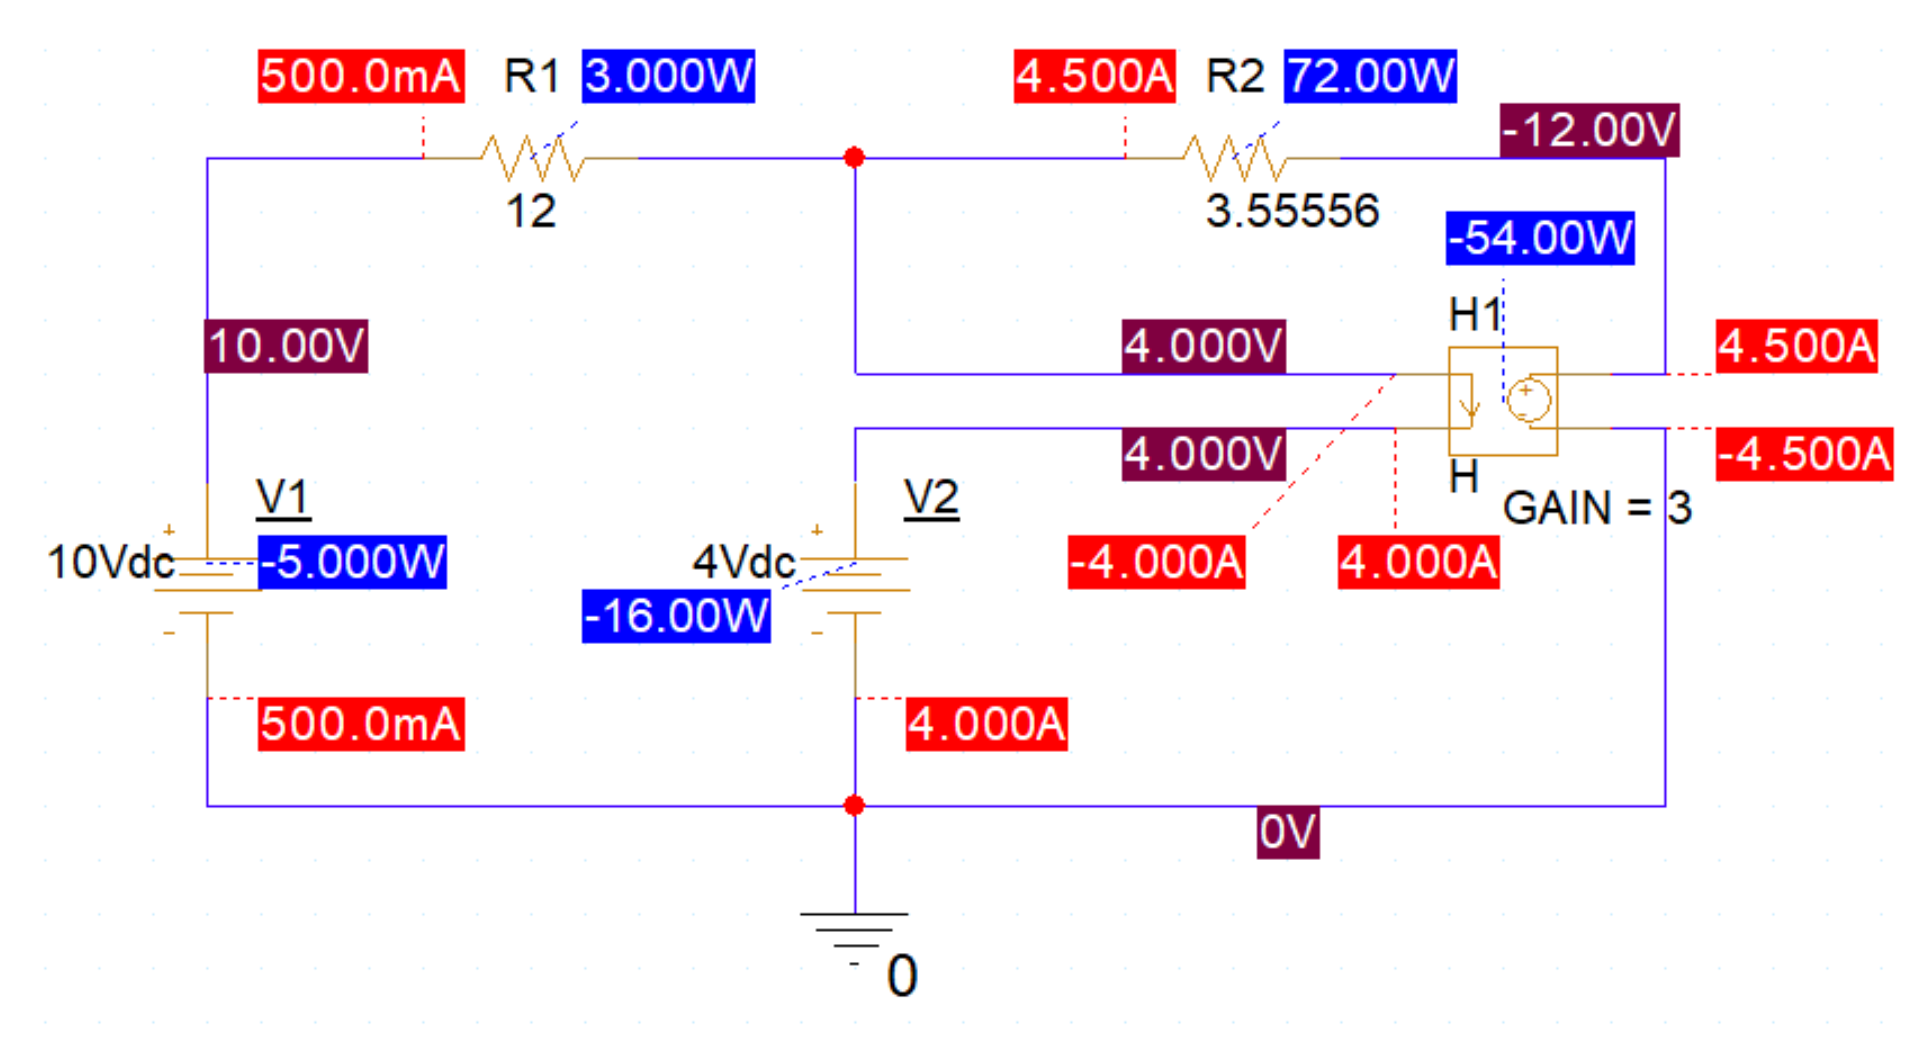 500.0mA
R1
3.000W
4.500A
R2
72.00W
-12.00V
12
3.55556
-54.00W
H1
10.00V
4.000V
4.500A
+
-
4.000V
-4.500A
H
GAIN = 3
V1
V2
+
+
10Vdc
-5.000W
4Vdc
-4.000A
4.000A
-16.00W
-
-
500.0mA
4.000A
0V
0